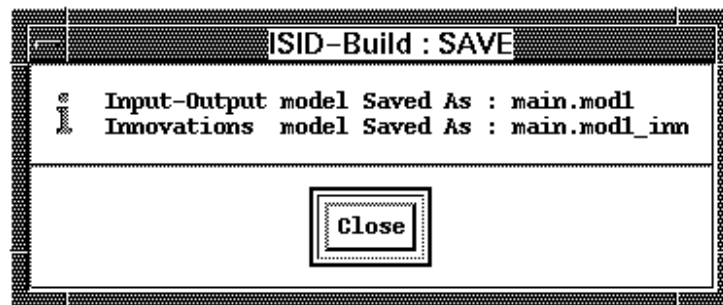 ISID-Build : SAVE
Input-Output model Saved As : main.mod1
Innovations model Saved As : main.mod1_inn
Close